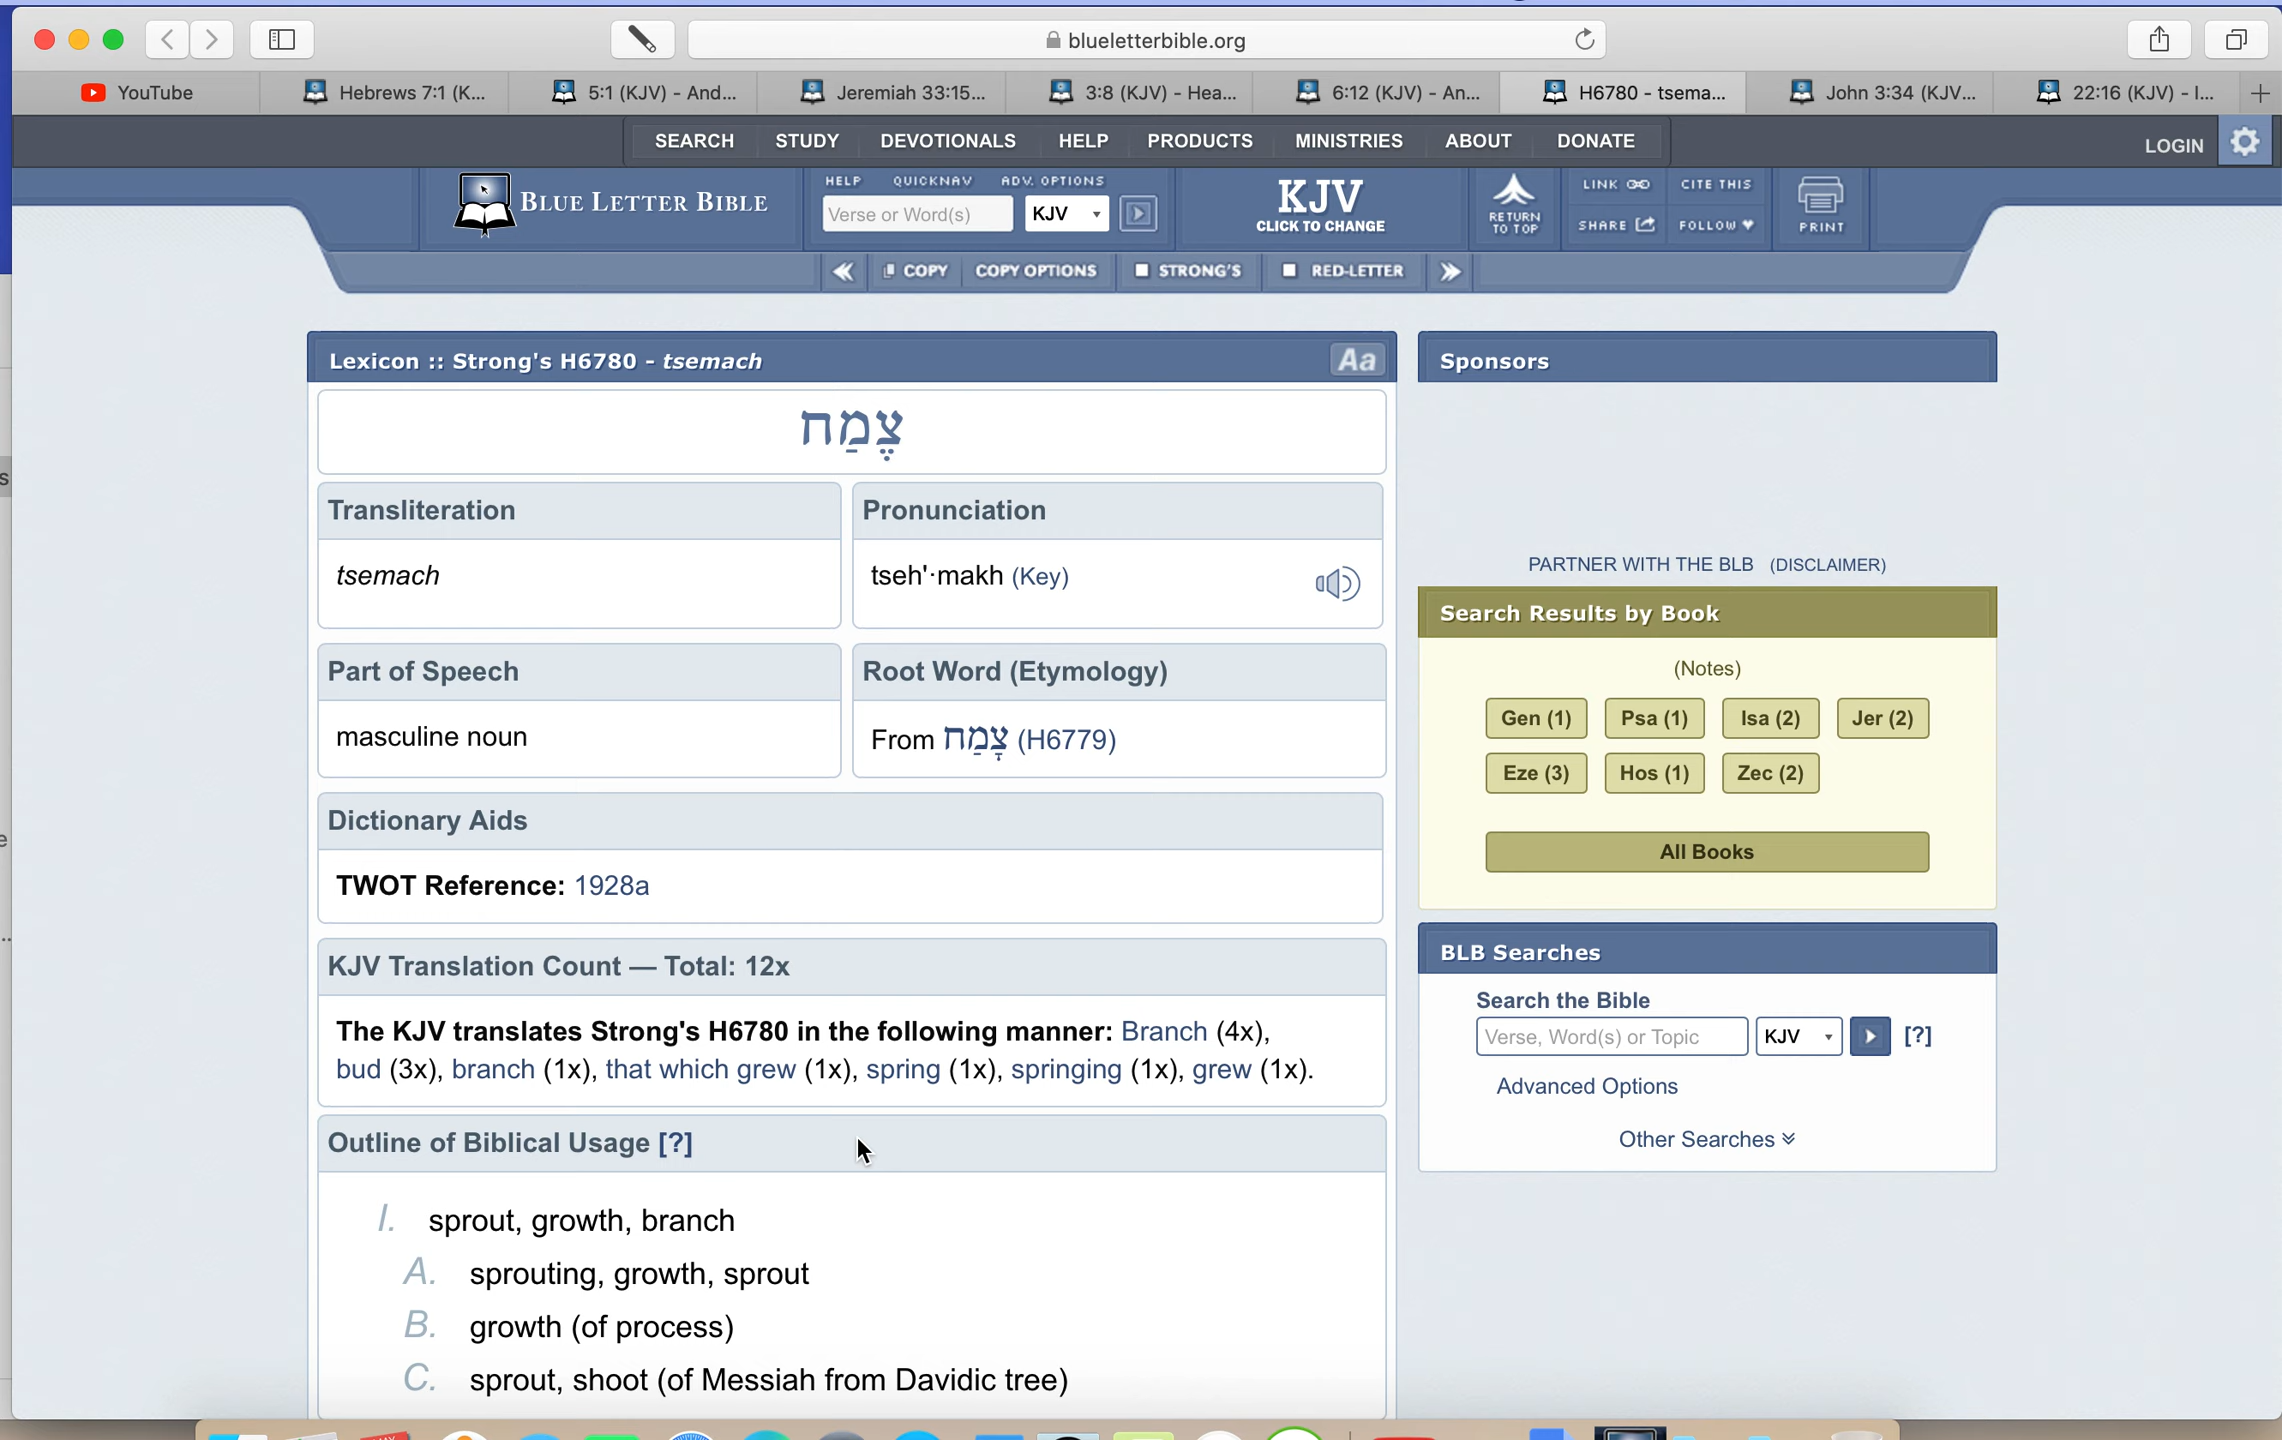 blueletterbible.org
YouTube
Hebrews 7:1 (K...
5:1 (KJV) - And...
Jeremiah 33:15...
3:8 (KJV) - Hea...
6:12 (KJV) - An...
H6780 - tsema...
John 3:34 (KJV...
22:16 (KJV) - I...
SEARCH STUDY DEVOTIONALS HELP PRODUCTS MINISTRIES ABOUT DONATE
LOGIN
BLUE LETTER BIBLE
HELP QUICKNAV ADV. OPTIONS
Verse or Word(s) KJV
KJV
CLICK TO CHANGE
RETURN
TO TOP
LINK CITE THIS
SHARE FOLLOW
PRINT
COPY COPY OPTIONS STRONG'S RED-LETTER
Lexicon :: Strong's H6780 - tsemach Aa
צֶמַח
Transliteration
tsemach
Pronunciation
tseh'·makh (Key)
Part of Speech
masculine noun
Root Word (Etymology)
From צָמַח (H6779)
Dictionary Aids
TWOT Reference: 1928a
KJV Translation Count — Total: 12x
The KJV translates Strong's H6780 in the following manner: Branch (4x),
bud (3x), branch (1x), that which grew (1x), spring (1x), springing (1x), grew (1x).
Outline of Biblical Usage [?]
I. sprout, growth, branch
A. sprouting, growth, sprout
B. growth (of process)
C. sprout, shoot (of Messiah from Davidic tree)
Sponsors
PARTNER WITH THE BLB (DISCLAIMER)
Search Results by Book
(Notes)
Gen (1) Psa (1) Isa (2) Jer (2)
Eze (3) Hos (1) Zec (2)
All Books
BLB Searches
Search the Bible
Verse, Word(s) or Topic KJV [?]
Advanced Options
Other Searches